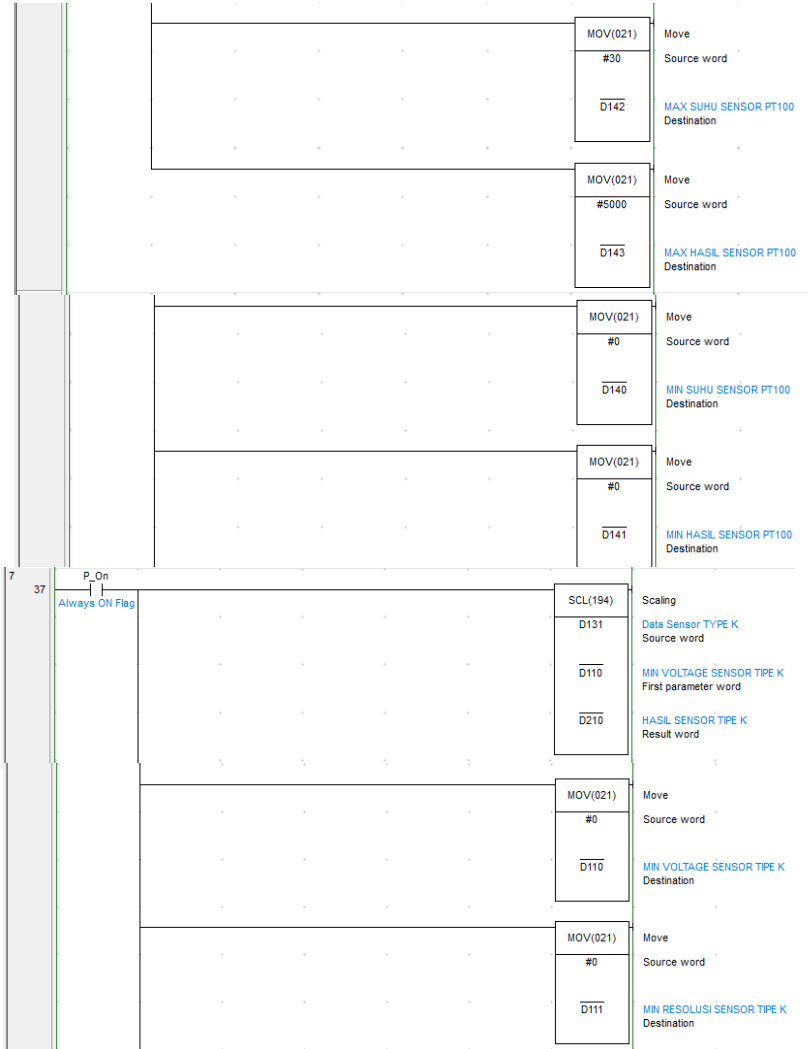 MOV(021) Move
#30 Source word
D142 MAX SUHU SENSOR PT100
Destination
MOV(021) Move
#5000 Source word
D143 MAX HASIL SENSOR PT100
Destination
MOV(021) Move
#0 Source word
D140 MIN SUHU SENSOR PT100
Destination
MOV(021) Move
#0 Source word
D141 MIN HASIL SENSOR PT100
Destination
7
37
P_On
Always ON Flag
SCL(194) Scaling
D131 Data Sensor TYPE K
Source word
D110 MIN VOLTAGE SENSOR TIPE K
First parameter word
D210 HASIL SENSOR TIPE K
Result word
MOV(021) Move
#0 Source word
D110 MIN VOLTAGE SENSOR TIPE K
Destination
MOV(021) Move
#0 Source word
D111 MIN RESOLUSI SENSOR TIPE K
Destination